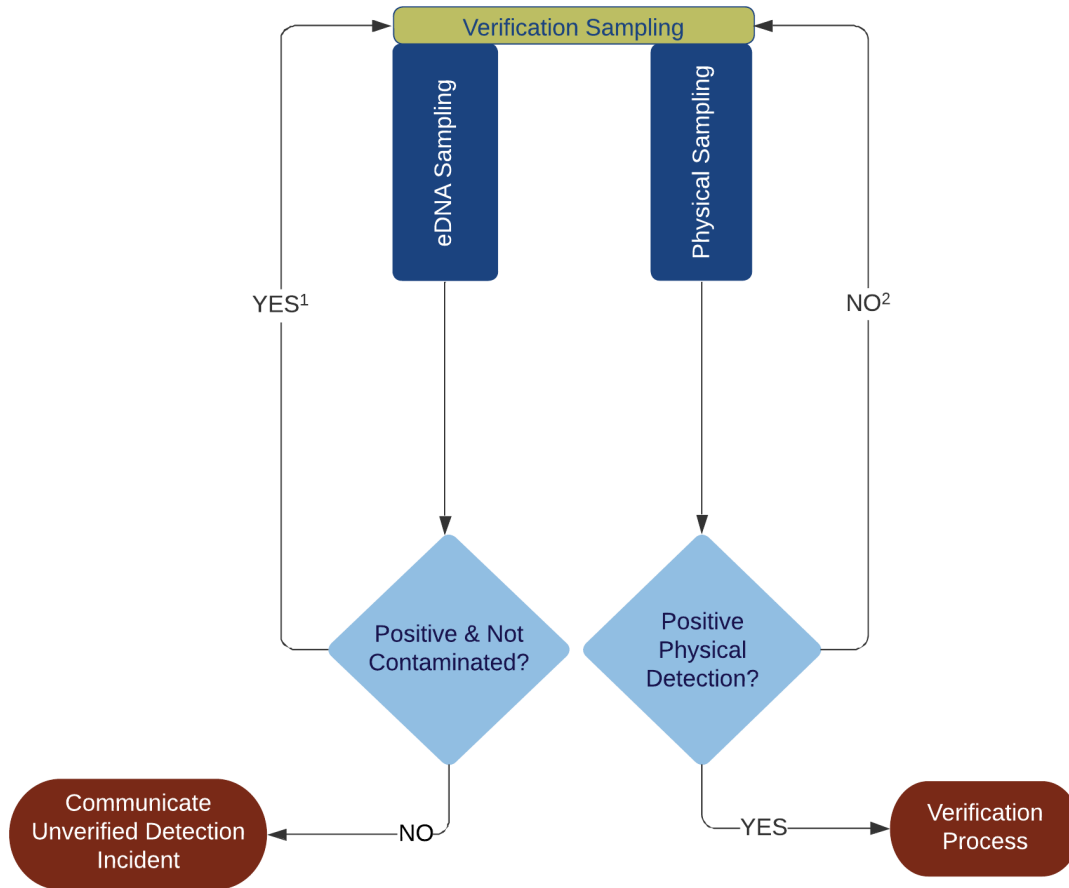 Verification Sampling
eDNA Sampling
Physical Sampling
YES¹
NO²
Positive & Not
Contaminated?
Positive
Physical
Detection?
Communicate
Unverified Detection
Incident
NO
YES
Verification
Process